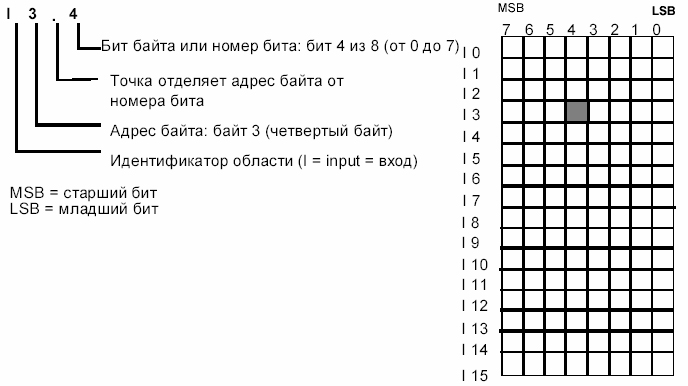 I 3 . 4
Бит байта или номер бита: бит 4 из 8 (от 0 до 7)
Точка отделяет адрес байта от
номера бита
Адрес байта: байт 3 (четвертый байт)
Идентификатор области (I = input = вход)
MSB = старший бит
LSB = младший бит
MSB LSB
7 6 5 4 3 2 1 0
I 0
I 1
I 2
I 3
I 4
I 5
I 6
I 7
I 8
I 9
I 10
I 11
I 12
I 13
I 14
I 15